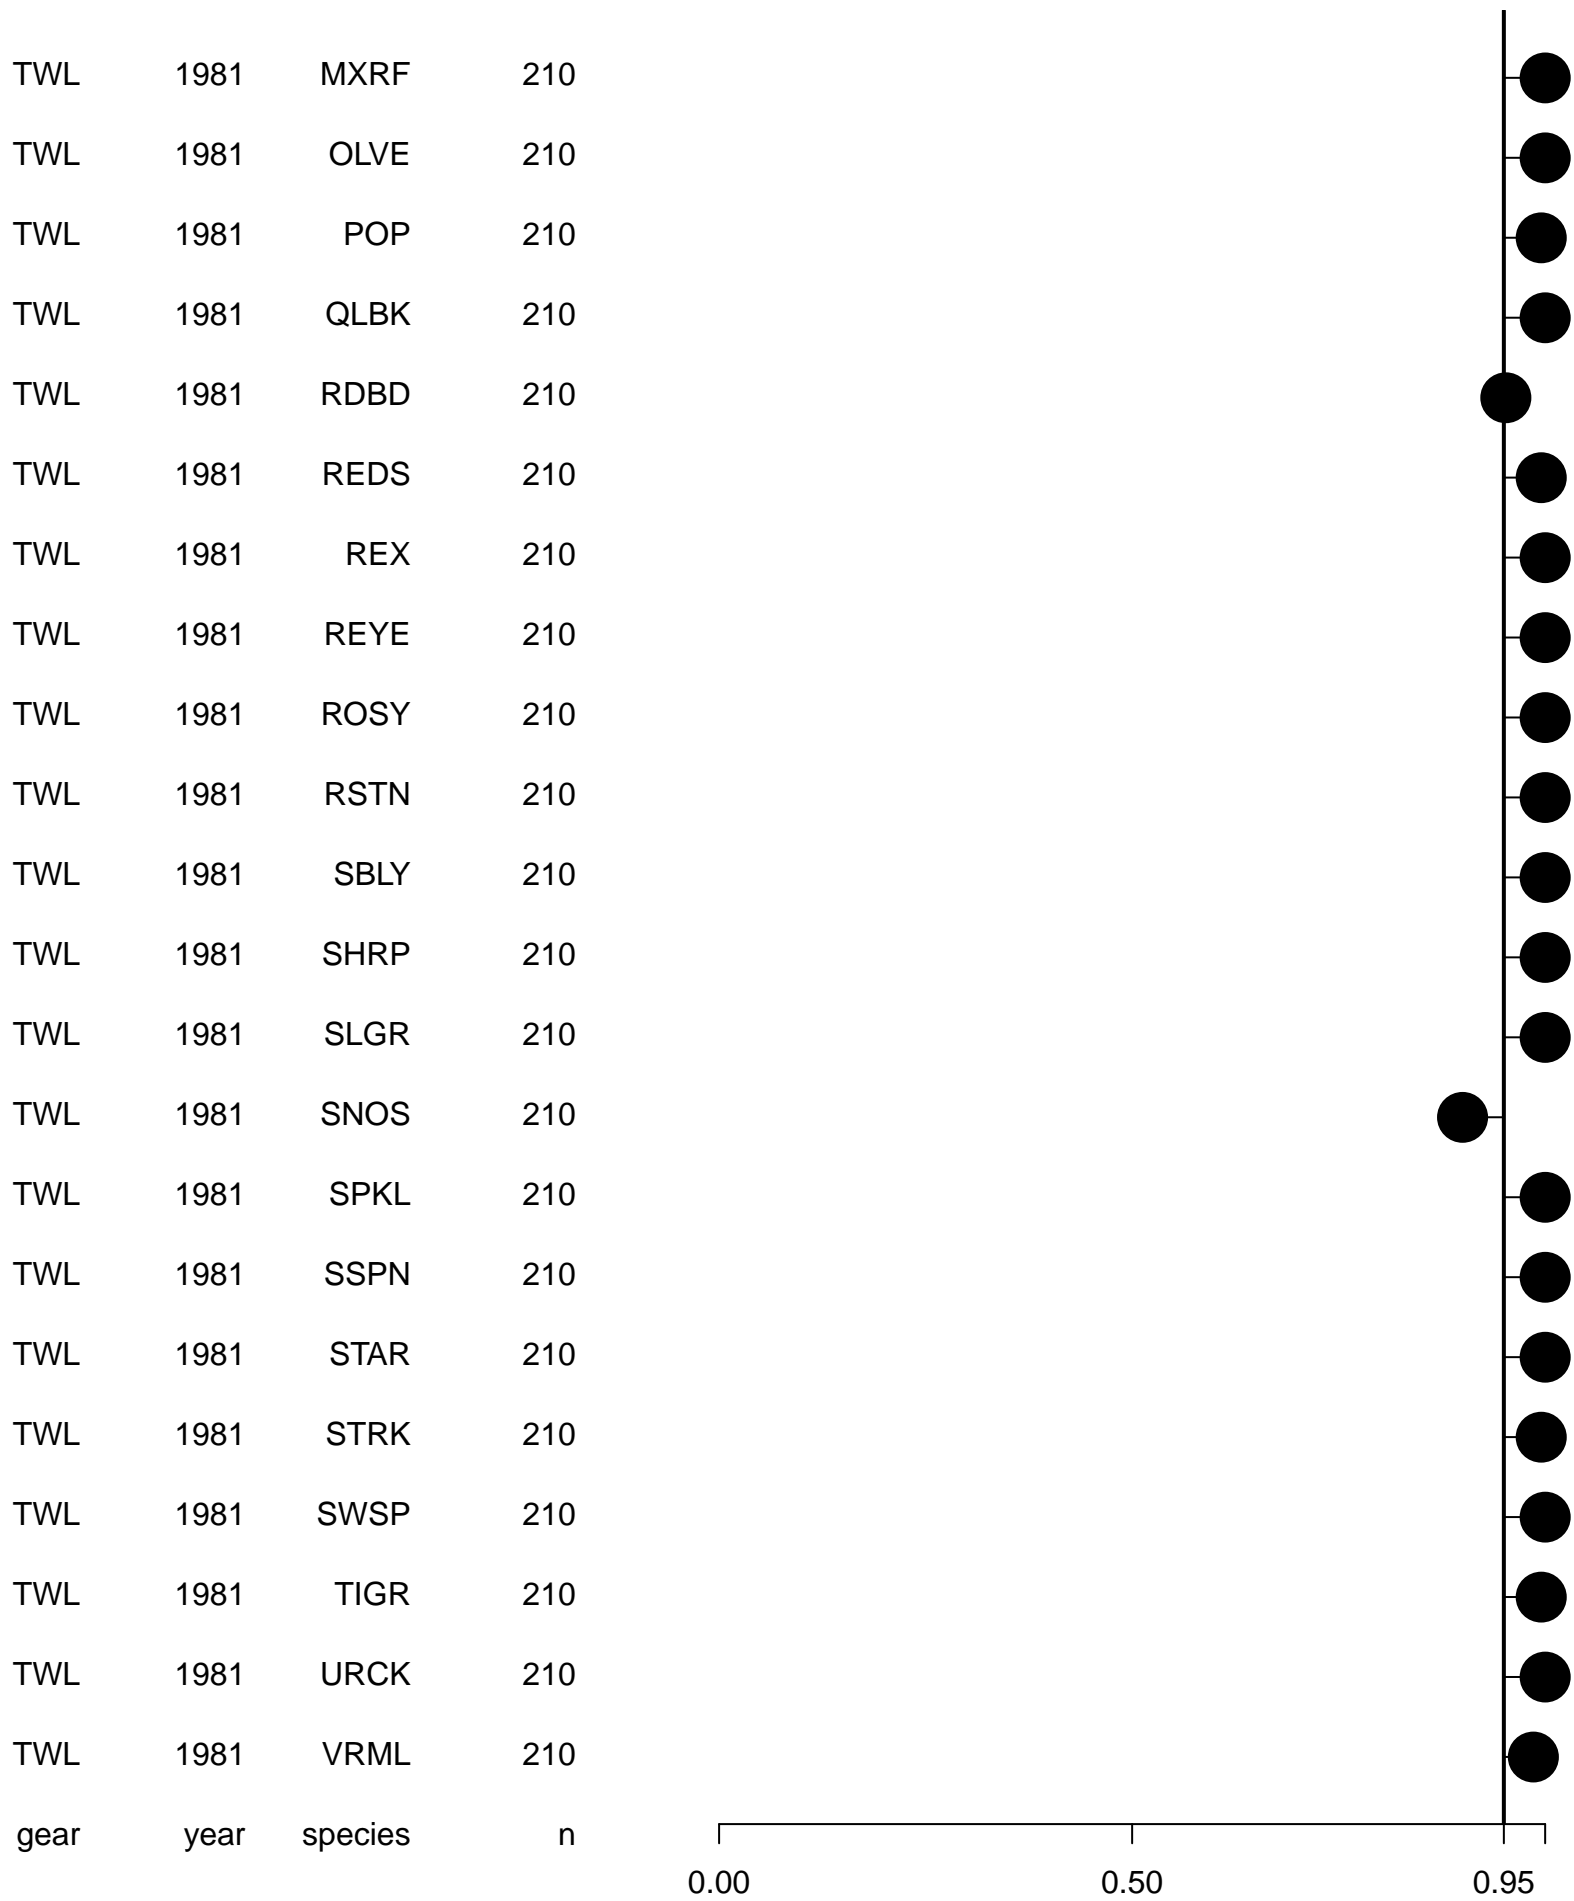 TWL 1981 MXRF 210
TWL 1981 OLVE 210
TWL 1981 POP 210
TWL 1981 QLBK 210
TWL 1981 RDBD 210
TWL 1981 REDS 210
TWL 1981 REX 210
TWL 1981 REYE 210
TWL 1981 ROSY 210
TWL 1981 RSTN 210
TWL 1981 SBLY 210
TWL 1981 SHRP 210
TWL 1981 SLGR 210
TWL 1981 SNOS 210
TWL 1981 SPKL 210
TWL 1981 SSPN 210
TWL 1981 STAR 210
TWL 1981 STRK 210
TWL 1981 SWSP 210
TWL 1981 TIGR 210
TWL 1981 URCK 210
TWL 1981 VRML 210
gear year species n
0.00 0.50 0.95